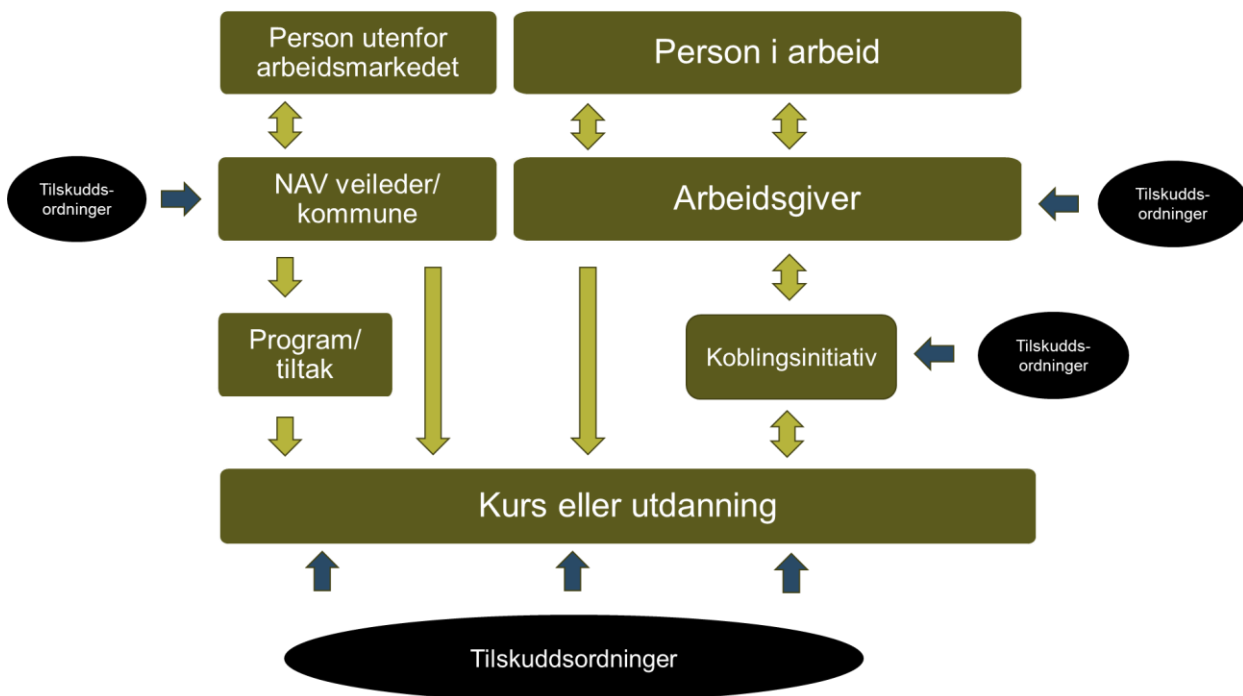 Person utenfor
arbeidsmarkedet
Person i arbeid
Tilskudds-
ordninger
NAV veileder/
kommune
Arbeidsgiver
Tilskudds-
ordninger
Program/
tiltak
Koblingsinitiativ
Tilskudds-
ordninger
Kurs eller utdanning
Tilskuddsordninger